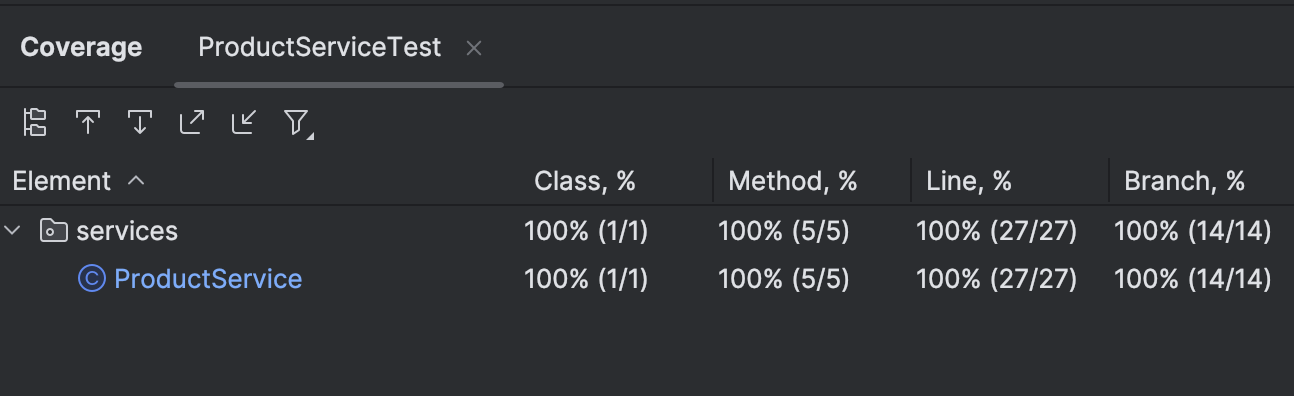 Coverage ProductServiceTest
Element Class, % Method, % Line, % Branch, %
services 100% (1/1) 100% (5/5) 100% (27/27) 100% (14/14)
ProductService 100% (1/1) 100% (5/5) 100% (27/27) 100% (14/14)